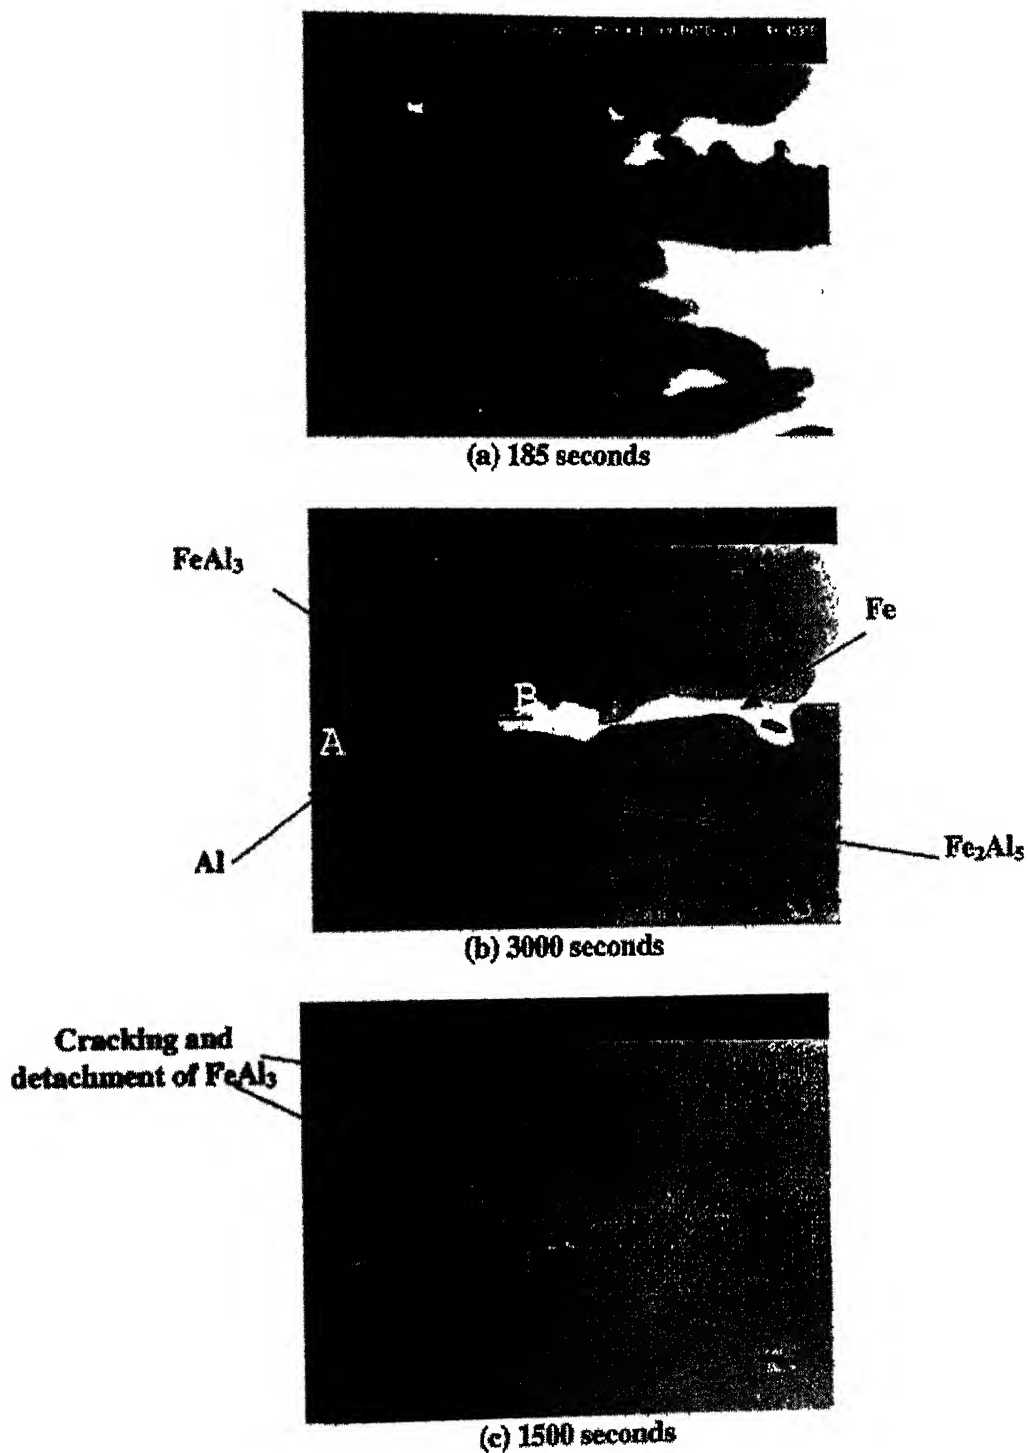 (a) 185 seconds
FeAl₃
Fe
B
A
Al
Fe₂Al₅
(b) 3000 seconds
Cracking and
detachment of FeAl₃
(c) 1500 seconds